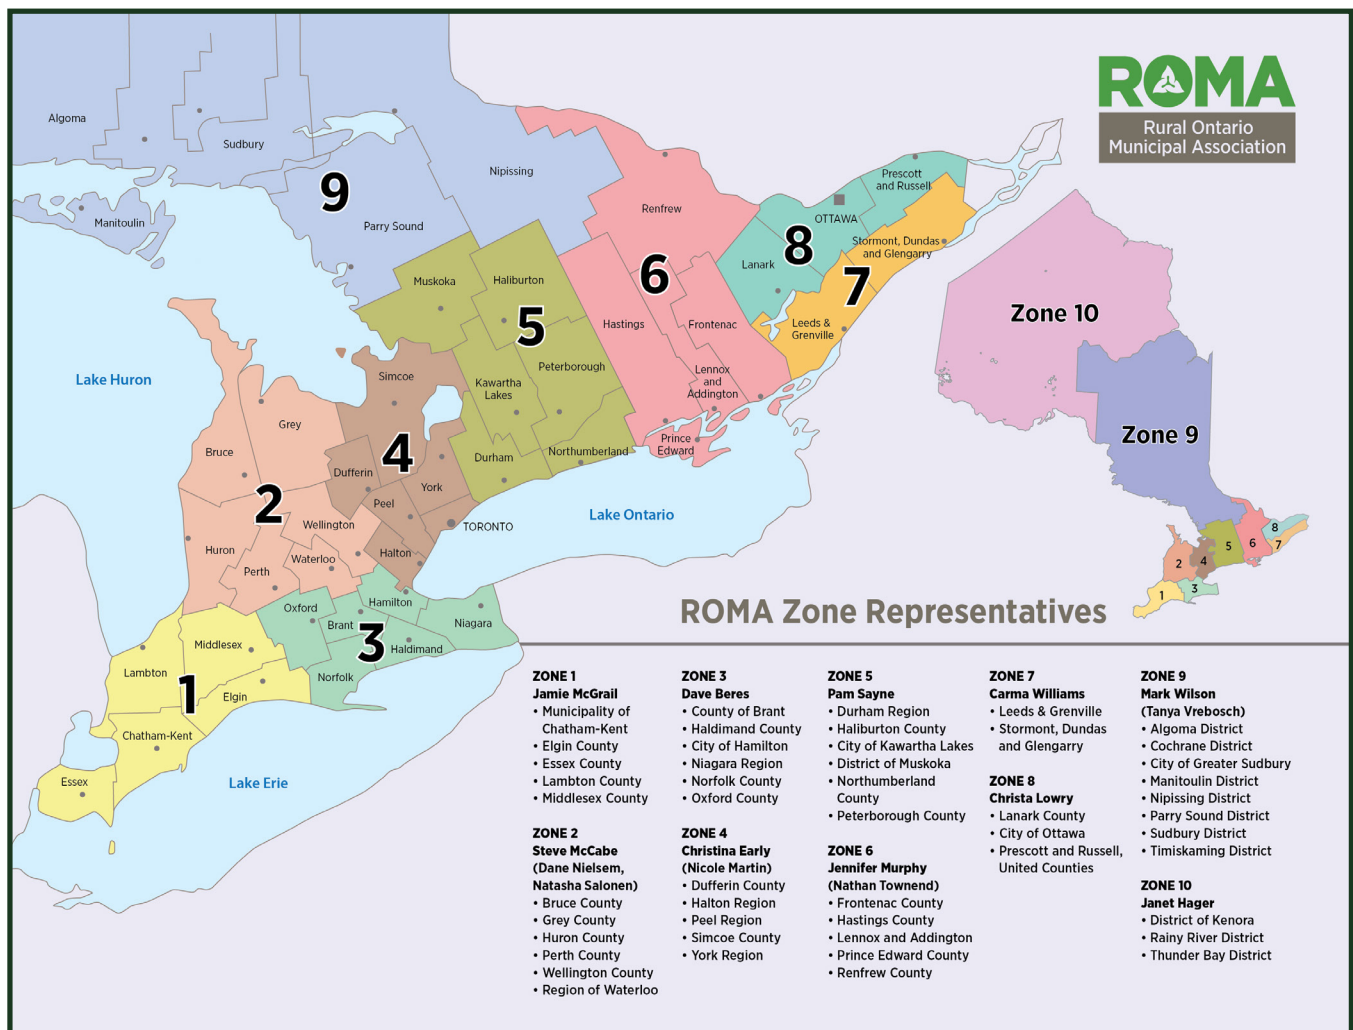 ROMA
Rural Ontario
Municipal Association
Algoma
Sudbury
Nipissing
9
Manitoulin
Parry Sound
Renfrew
Prescott
and Russell
OTTAWA
8
Stormont, Dundas
and Glengarry
Lanark
7
Leeds &
Grenville
6
Muskoka
Haliburton
5
Hastings
Frontenac
Lennox
and
Addington
Peterborough
Kawartha
Lakes
Prince
Edward
Northumberland
Durham
Lake Huron
Simcoe
Grey
Bruce
4
Dufferin
York
Peel
TORONTO
2
Wellington
Huron
Waterloo
Halton
Perth
Lake Ontario
Oxford
Hamilton
Brant
3
Niagara
Haldimand
Norfolk
Middlesex
Lambton
1
Elgin
Chatham-Kent
Essex
Lake Erie
Zone 10
Zone 9
8
7
6
5
4
2
3
1
ROMA Zone Representatives
ZONE 1
Jamie McGrail
• Municipality of
Chatham-Kent
• Elgin County
• Essex County
• Lambton County
• Middlesex County
ZONE 2
Steve McCabe
(Dane Nielsem,
Natasha Salonen)
• Bruce County
• Grey County
• Huron County
• Perth County
• Wellington County
• Region of Waterloo
ZONE 3
Dave Beres
• County of Brant
• Haldimand County
• City of Hamilton
• Niagara Region
• Norfolk County
• Oxford County
ZONE 4
Christina Early
(Nicole Martin)
• Dufferin County
• Halton Region
• Peel Region
• Simcoe County
• York Region
ZONE 5
Pam Sayne
• Durham Region
• Haliburton County
• City of Kawartha Lakes
• District of Muskoka
• Northumberland
County
• Peterborough County
ZONE 6
Jennifer Murphy
(Nathan Townend)
• Frontenac County
• Hastings County
• Lennox and Addington
• Prince Edward County
• Renfrew County
ZONE 7
Carma Williams
• Leeds & Grenville
• Stormont, Dundas
and Glengarry
ZONE 8
Christa Lowry
• Lanark County
• City of Ottawa
• Prescott and Russell,
United Counties
ZONE 9
Mark Wilson
(Tanya Vrebosch)
• Algoma District
• Cochrane District
• City of Greater Sudbury
• Manitoulin District
• Nipissing District
• Parry Sound District
• Sudbury District
• Timiskaming District
ZONE 10
Janet Hager
• District of Kenora
• Rainy River District
• Thunder Bay District